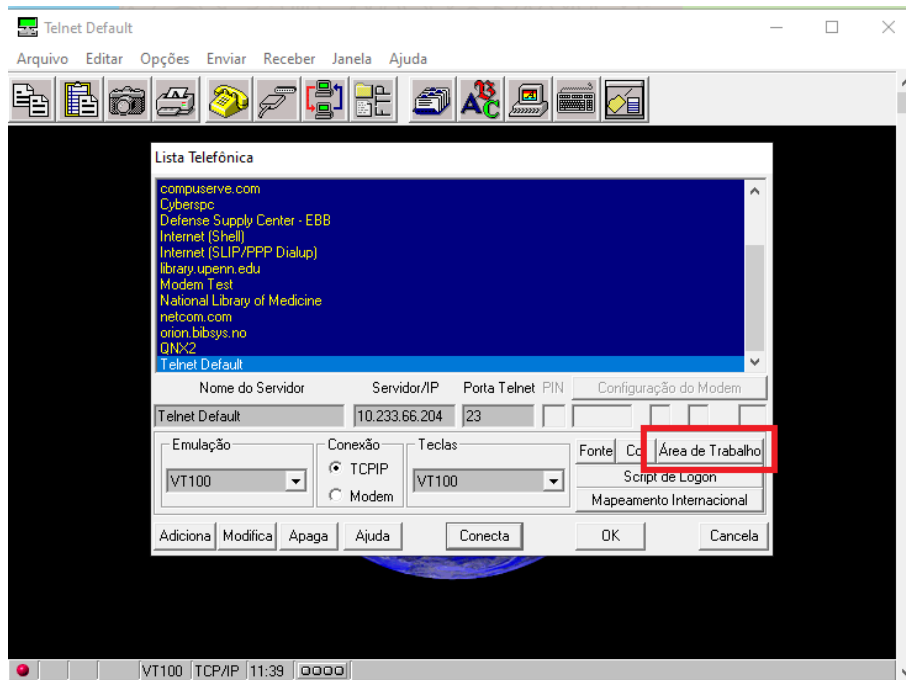 Telnet Default
Arquivo Editar Opções Enviar Receber Janela Ajuda
Lista Telefônica
compuserve.com
Cyberspc
Defense Supply Center - EBB
Internet (Shell)
Internet (SLIP/PPP Dialup)
library.upenn.edu
Modem Test
National Library of Medicine
netcom.com
orion.bibsys.no
QNX2
Telnet Default
Nome do Servidor Servidor/IP Porta Telnet PIN Configuração do Modem
Telnet Default 10.233.66.204 23
Emulação Conexão Teclas
Fonte Co Área de Trabalho
VT100 TCPIP VT100 Script de Logon
Modem Mapeamento Internacional
Adiciona Modifica Apaga Ajuda Conecta OK Cancela
VT100 TCP/IP 11:39